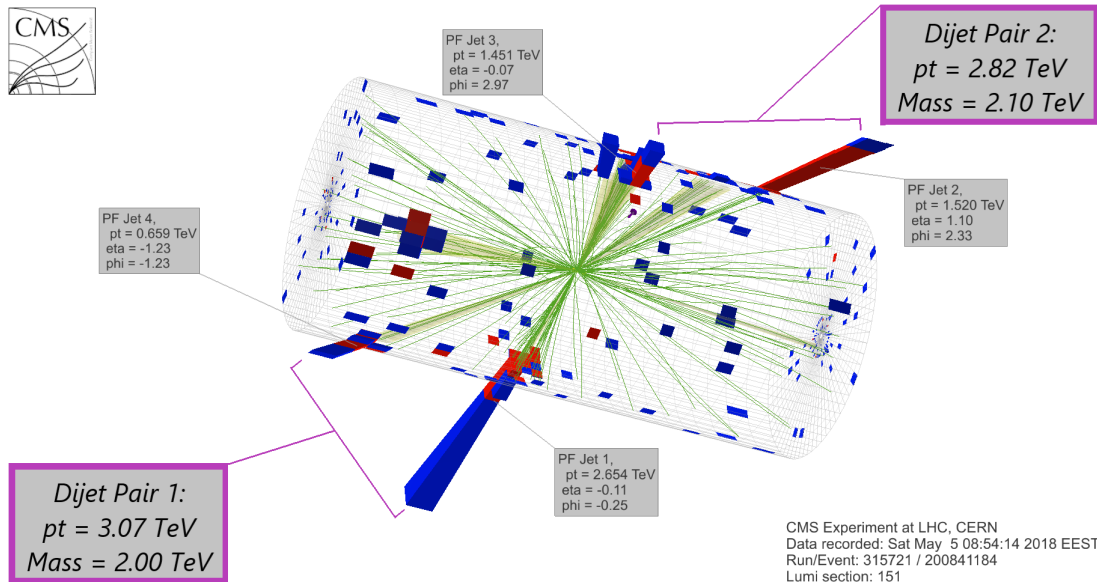 CMS
PF Jet 3,
pt = 1.451 TeV
eta = -0.07
phi = 2.97
Dijet Pair 2:
pt = 2.82 TeV
Mass = 2.10 TeV
PF Jet 4,
pt = 0.659 TeV
eta = -1.23
phi = -1.23
PF Jet 2,
pt = 1.520 TeV
eta = 1.10
phi = 2.33
PF Jet 1,
pt = 2.654 TeV
eta = -0.11
phi = -0.25
Dijet Pair 1:
pt = 3.07 TeV
Mass = 2.00 TeV
CMS Experiment at LHC, CERN
Data recorded: Sat May 5 08:54:14 2018 EEST
Run/Event: 315721 / 200841184
Lumi section: 151